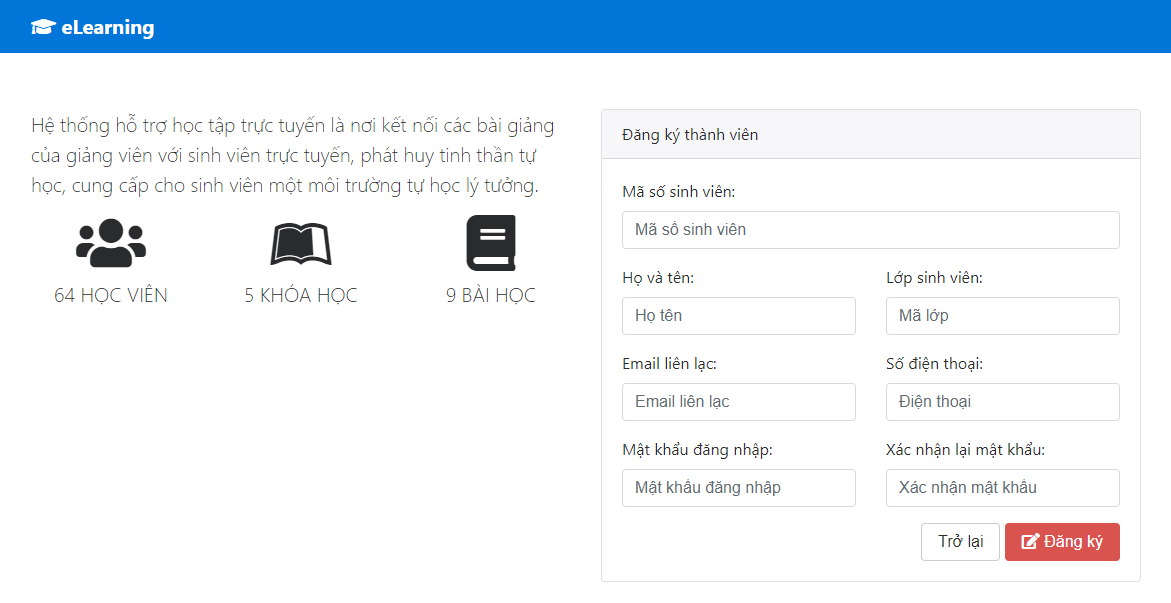 eLearning
Hệ thống hỗ trợ học tập trực tuyến là nơi kết nối các bài giảng
của giảng viên với sinh viên trực tuyến, phát huy tinh thần tự
học, cung cấp cho sinh viên một môi trường tự học lý tưởng.
64 HỌC VIÊN
5 KHÓA HỌC
9 BÀI HỌC
Đăng ký thành viên
Mã số sinh viên:
Mã số sinh viên
Họ và tên:
Lớp sinh viên:
Họ tên
Mã lớp
Email liên lạc:
Số điện thoại:
Email liên lạc
Điện thoại
Mật khẩu đăng nhập:
Xác nhận lại mật khẩu:
Mật khẩu đăng nhập
Xác nhận mật khẩu
Trở lại
Đăng ký